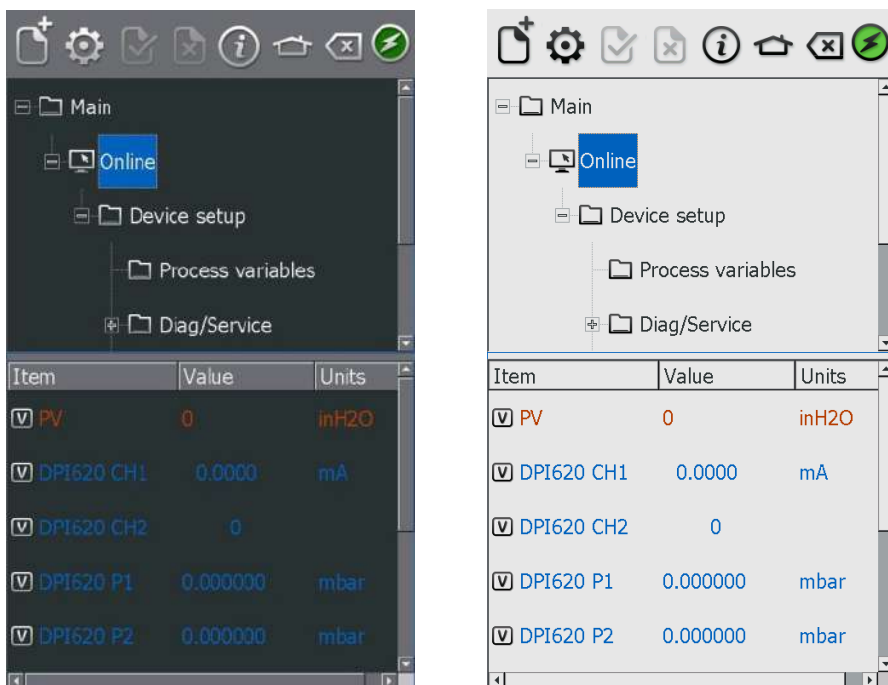 Main
Online
Device setup
Process variables
Diag/Service
Item Value Units
V PV 0 inH2O
V DPI620 CH1 0.0000 mA
V DPI620 CH2 0
V DPI620 P1 0.000000 mbar
V DPI620 P2 0.000000 mbar
Main
Online
Device setup
Process variables
Diag/Service
Item Value Units
V PV 0 inH2O
V DPI620 CH1 0.0000 mA
V DPI620 CH2 0
V DPI620 P1 0.000000 mbar
V DPI620 P2 0.000000 mbar